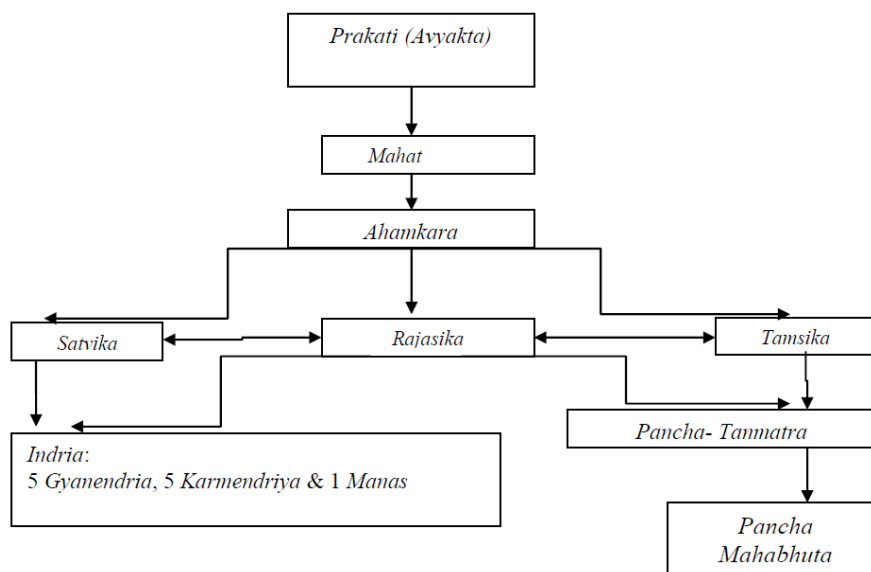 Prakati (Avyakta)
Mahat
Ahamkara
Satvika
Rajasika
Tamsika
Indria:
5 Gyanendria, 5 Karmendriya & 1 Manas
Pancha- Tanmatra
Pancha
Mahabhuta